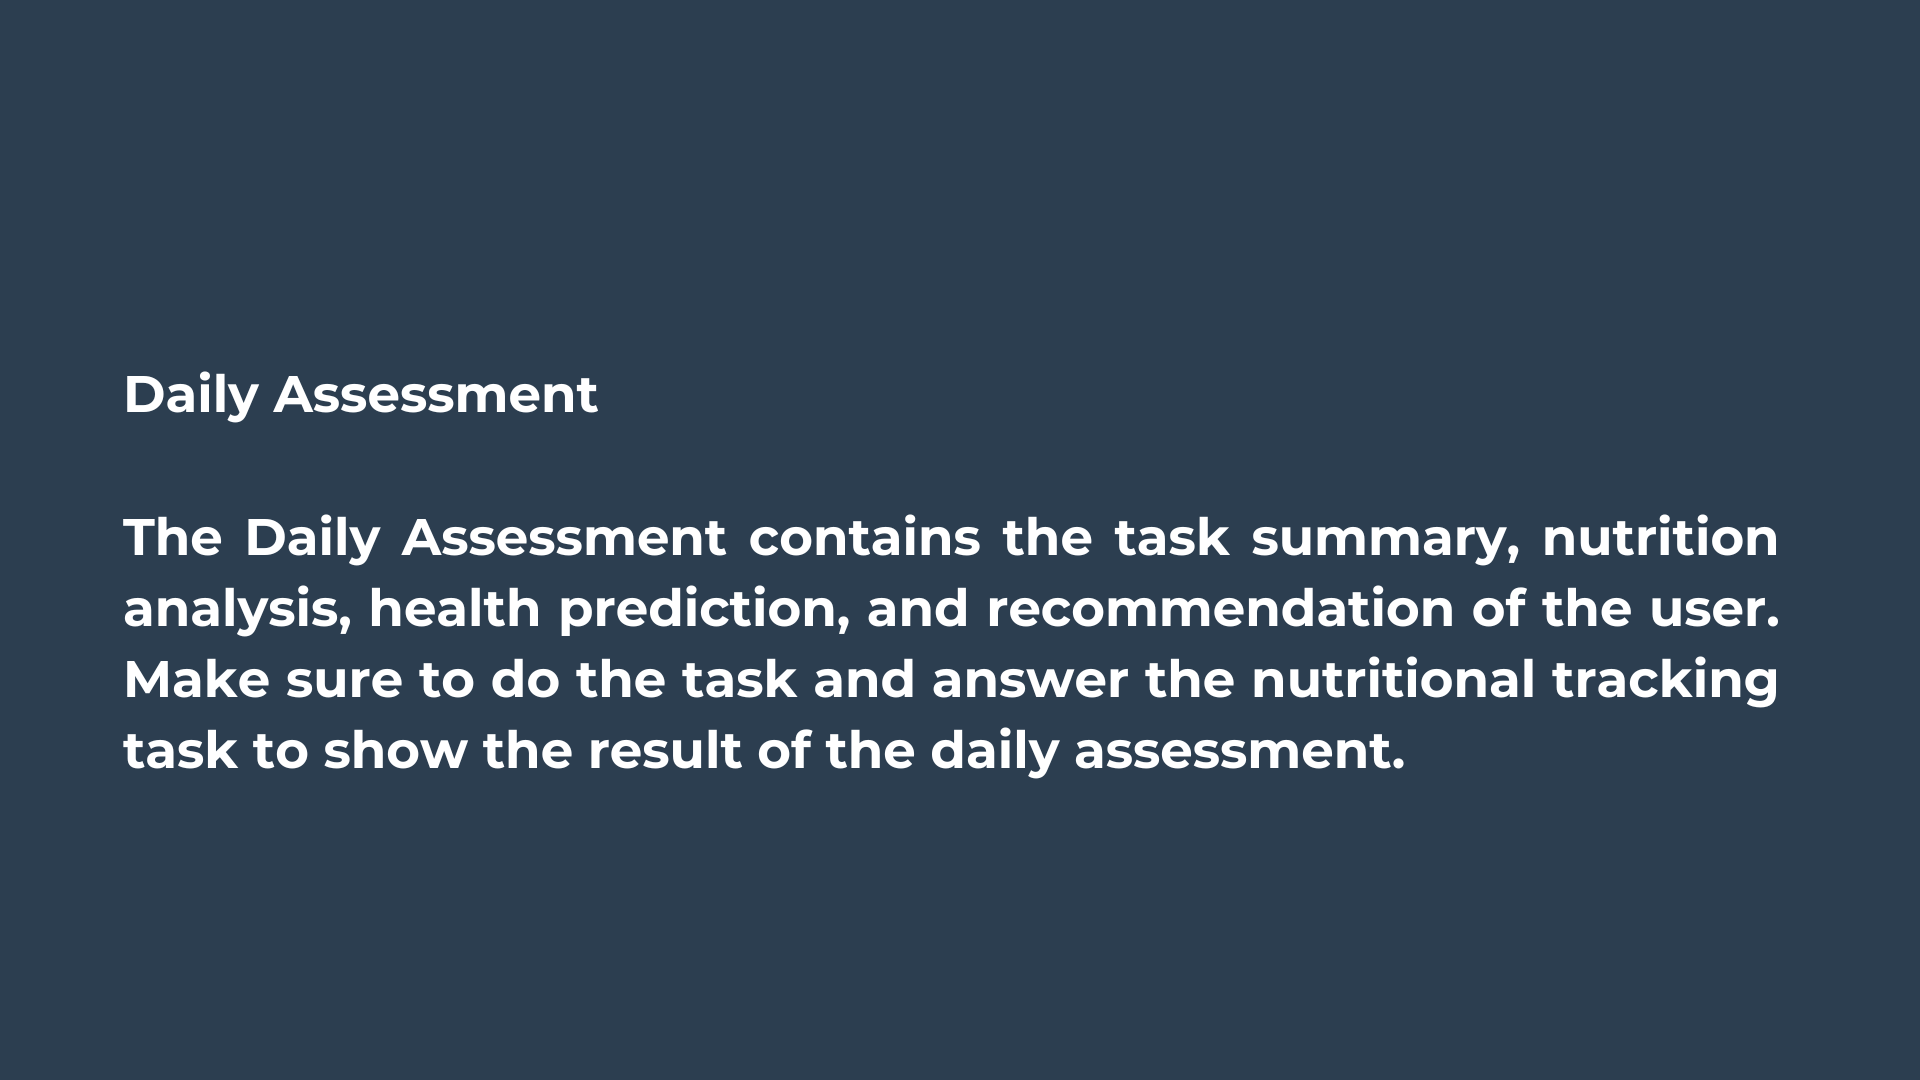 Daily Assessment
The Daily Assessment contains the task summary, nutrition
analysis, health prediction, and recommendation of the user.
Make sure to do the task and answer the nutritional tracking
task to show the result of the daily assessment.